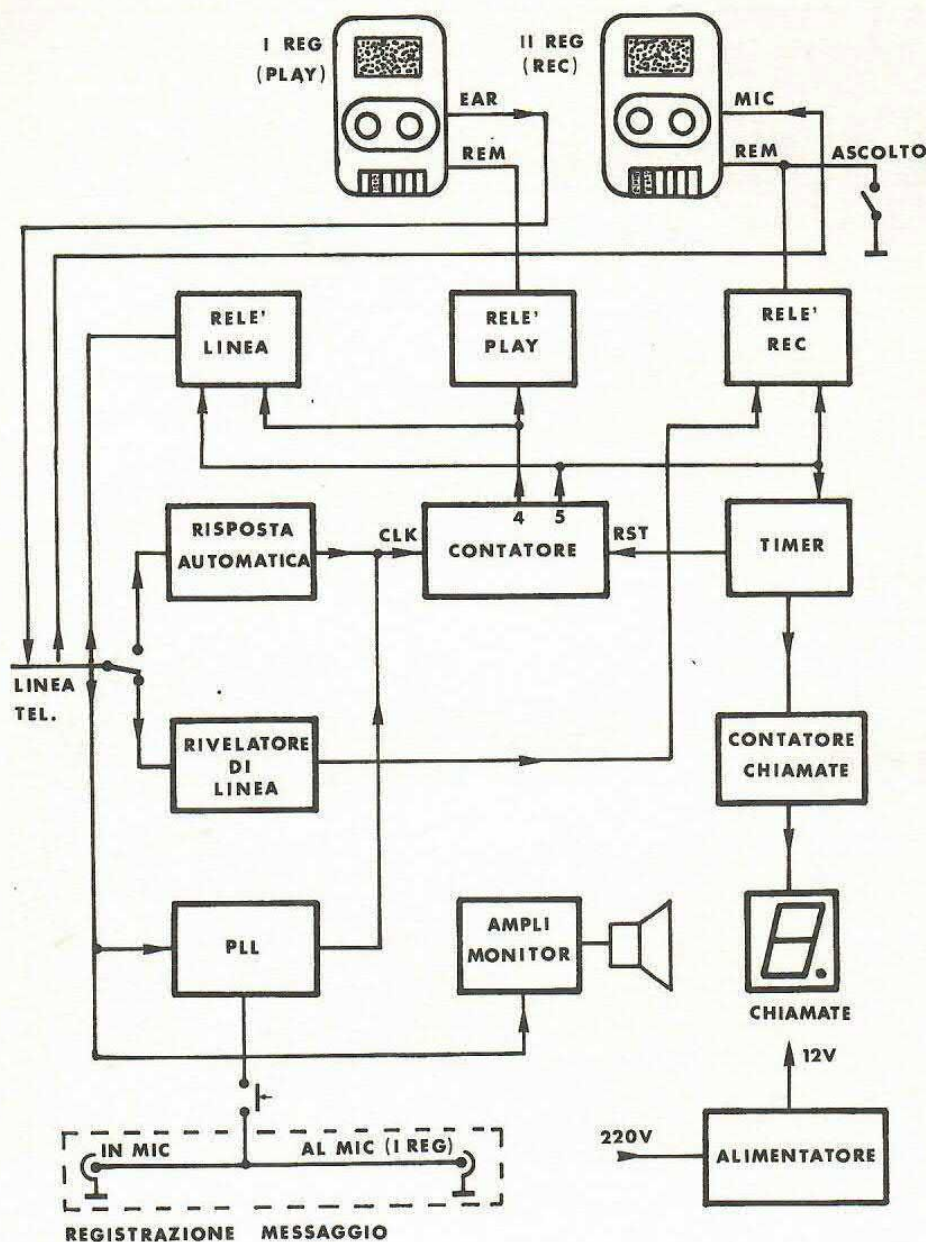 I REG
(PLAY)
II REG
(REC)
EAR
REM
MIC
REM
ASCOLTO
RELE'
LINEA
RELE'
PLAY
RELE'
REC
RISPOSTA
AUTOMATICA
CLK
4
5
CONTATORE
RST
TIMER
LINEA
TEL.
RIVELATORE
DI
LINEA
CONTATORE
CHIAMATE
PLL
AMPLI
MONITOR
8.
CHIAMATE
12V
220V
ALIMENTATORE
IN MIC
AL MIC (I REG)
REGISTRAZIONE MESSAGGIO